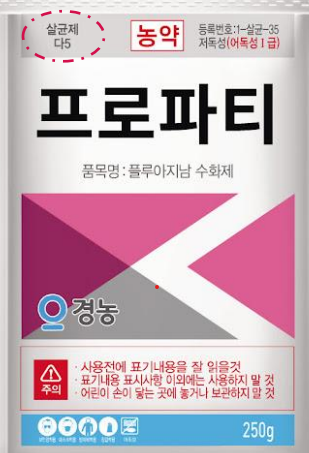 살균제
다5
농약
등록번호:1-살균-35
저독성(어독성Ⅰ급)
프로파티
품목명 : 플루아지남 수화제
경농
주의
· 사용전에 표기내용을 잘 읽을것
· 표기내용 표시사항 이외에는 사용하지 말 것
· 어린이 손이 닿는 곳에 놓거나 보관하지 말 것
250g